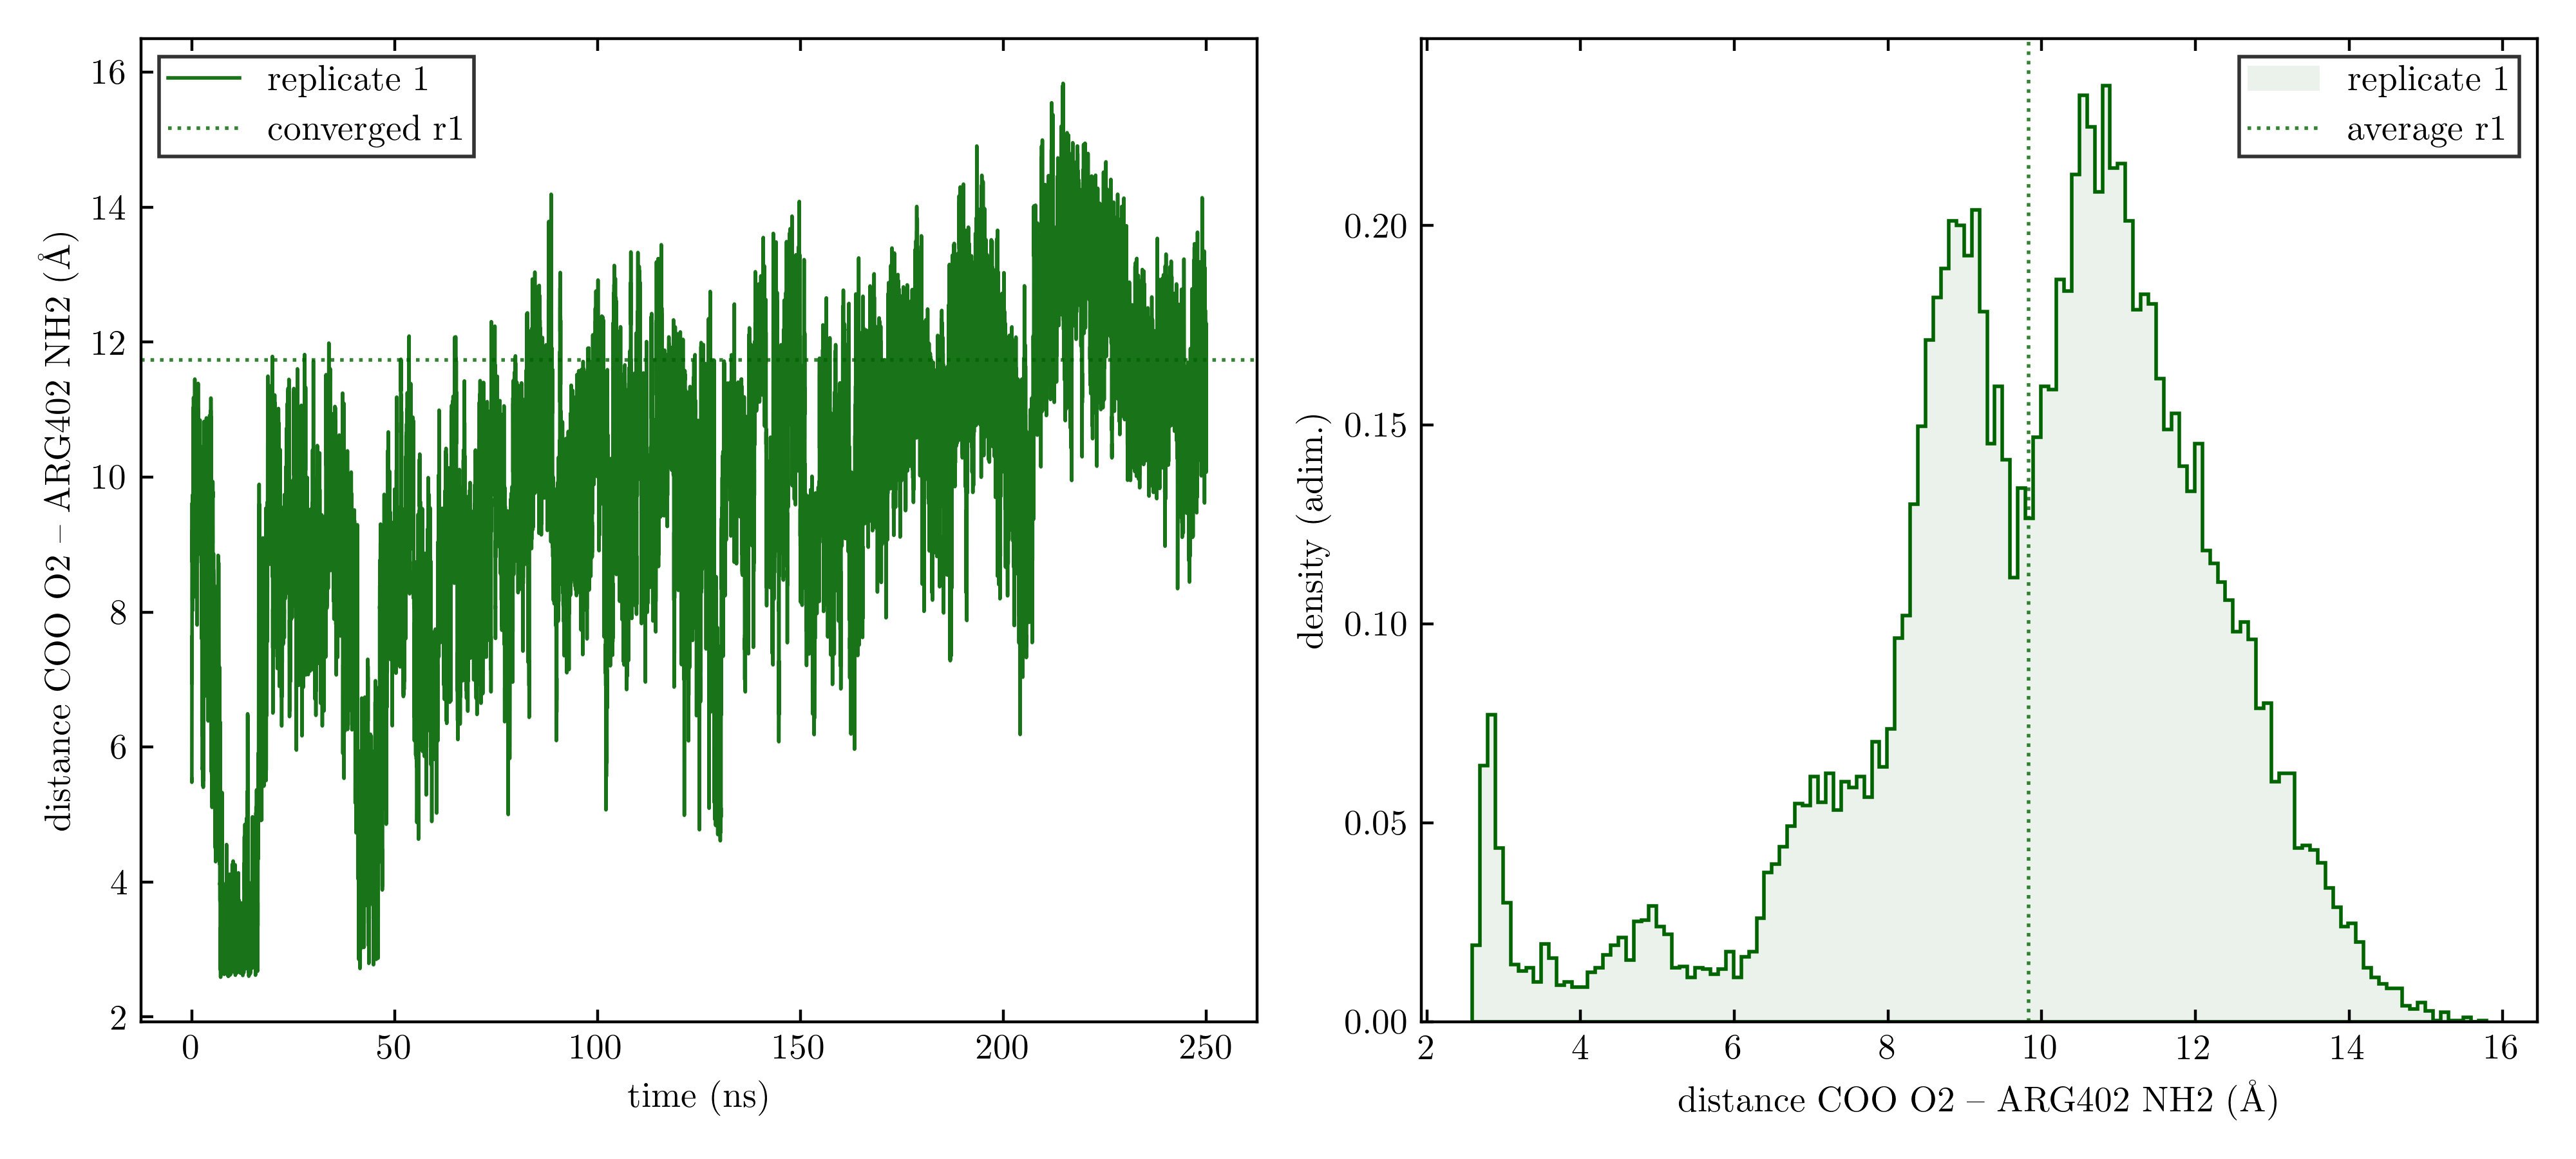 replicate 1
converged r1
16
14
12
10
8
6
4
2
distance COO O2 – ARG402 NH2 (Å)
0 50 100 150 200 250
time (ns)
replicate 1
average r1
0.20
0.15
0.10
0.05
0.00
density (adim.)
2 4 6 8 10 12 14 16
distance COO O2 – ARG402 NH2 (Å)